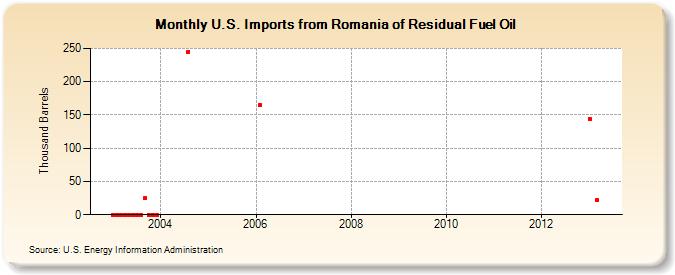 Monthly U.S. Imports from Romania of Residual Fuel Oil
Thousand Barrels
250
200
150
100
50
0
2004 2006 2008 2010 2012
Source: U.S. Energy Information Administration